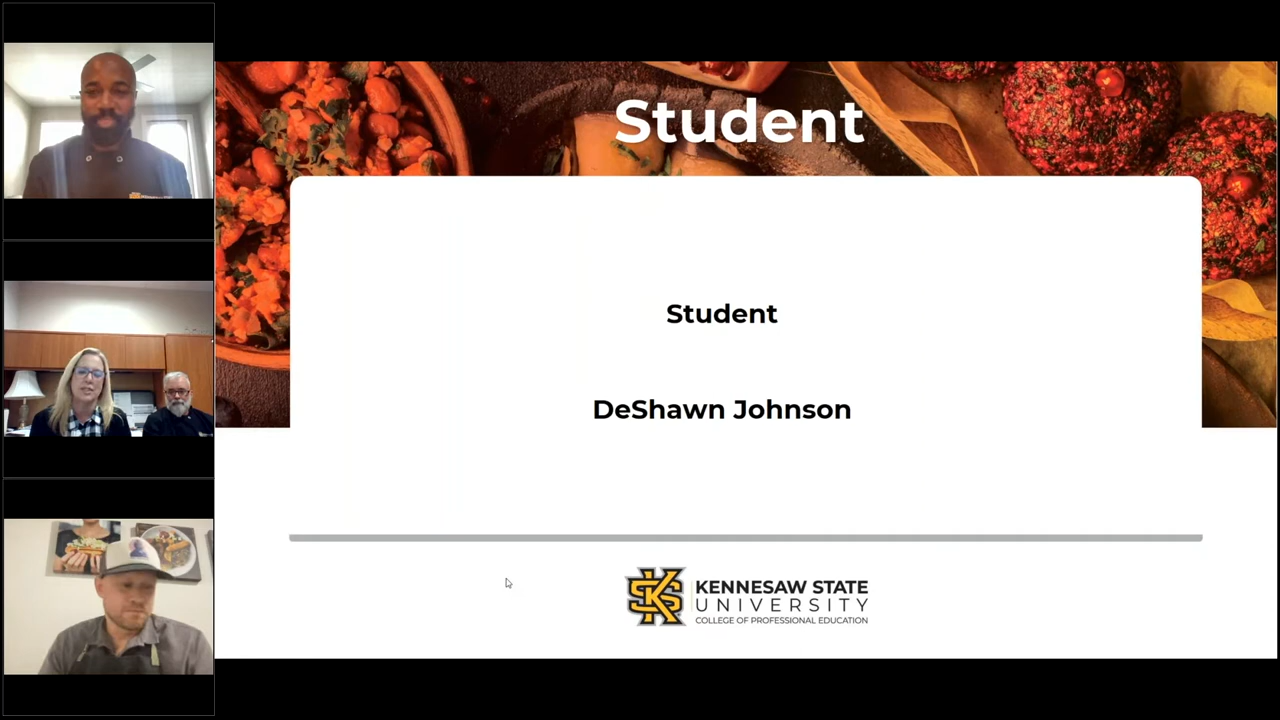 Student
Student
DeShawn Johnson
KENNESAW STATE
UNIVERSITY
COLLEGE OF PROFESSIONAL EDUCATION